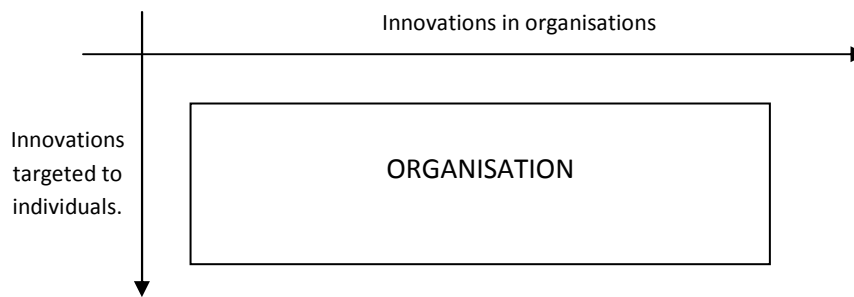 Innovations in organisations
Innovations
targeted to
individuals.
ORGANISATION